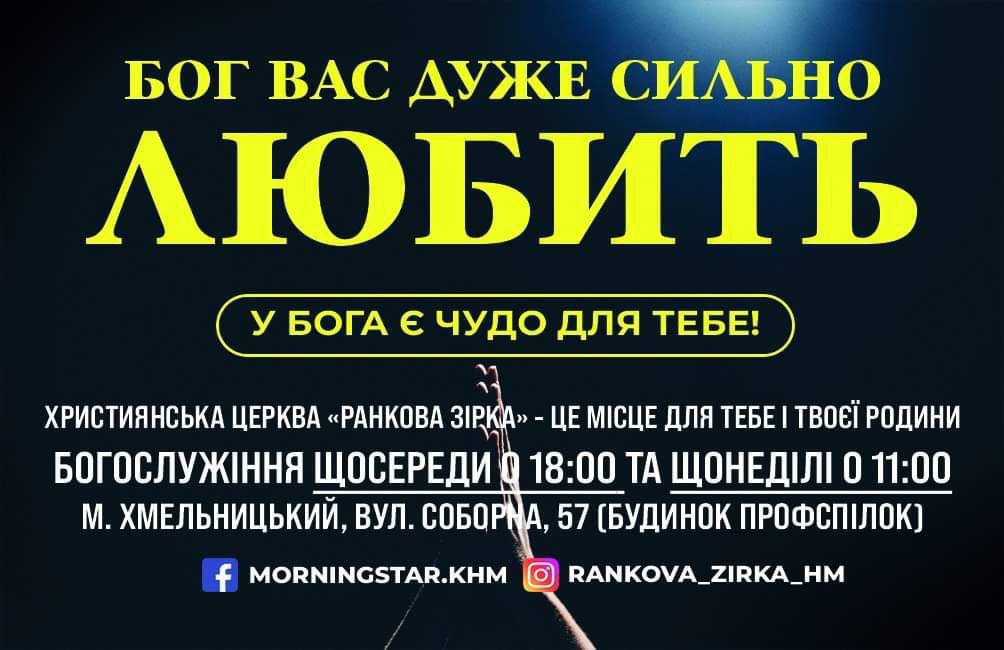 БОГ ВАС ДУЖЕ СИЛЬНО
ЛЮБИТЬ
У БОГА Є ЧУДО ДЛЯ ТЕБЕ!
ХРИСТИЯНСЬКА ЦЕРКВА «РАНКОВА ЗІРКА» - ЦЕ МІСЦЕ ДЛЯ ТЕБЕ І ТВОЄЇ РОДИНИ
БОГОСЛУЖІННЯ ЩОСЕРЕДИ О 18:00 ТА ЩОНЕДІЛІ О 11:00
М. ХМЕЛЬНИЦЬКИЙ, ВУЛ. СОБОРНА, 57 (БУДИНОК ПРОФСПІЛОК)
MORNINGSTAR.KHM RANKOVA_ZIRKA_HM